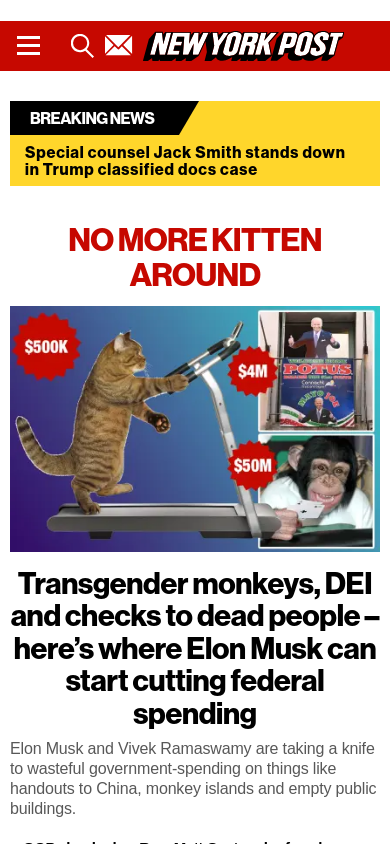 NEW YORK POST
BREAKING NEWS
Special counsel Jack Smith stands down
in Trump classified docs case
NO MORE KITTEN
AROUND
$500K
$4M
POTUS
$50M
Transgender monkeys, DEI
and checks to dead people –
here's where Elon Musk can
start cutting federal
spending
Elon Musk and Vivek Ramaswamy are taking a knife
to wasteful government-spending on things like
handouts to China, monkey islands and empty public
buildings.